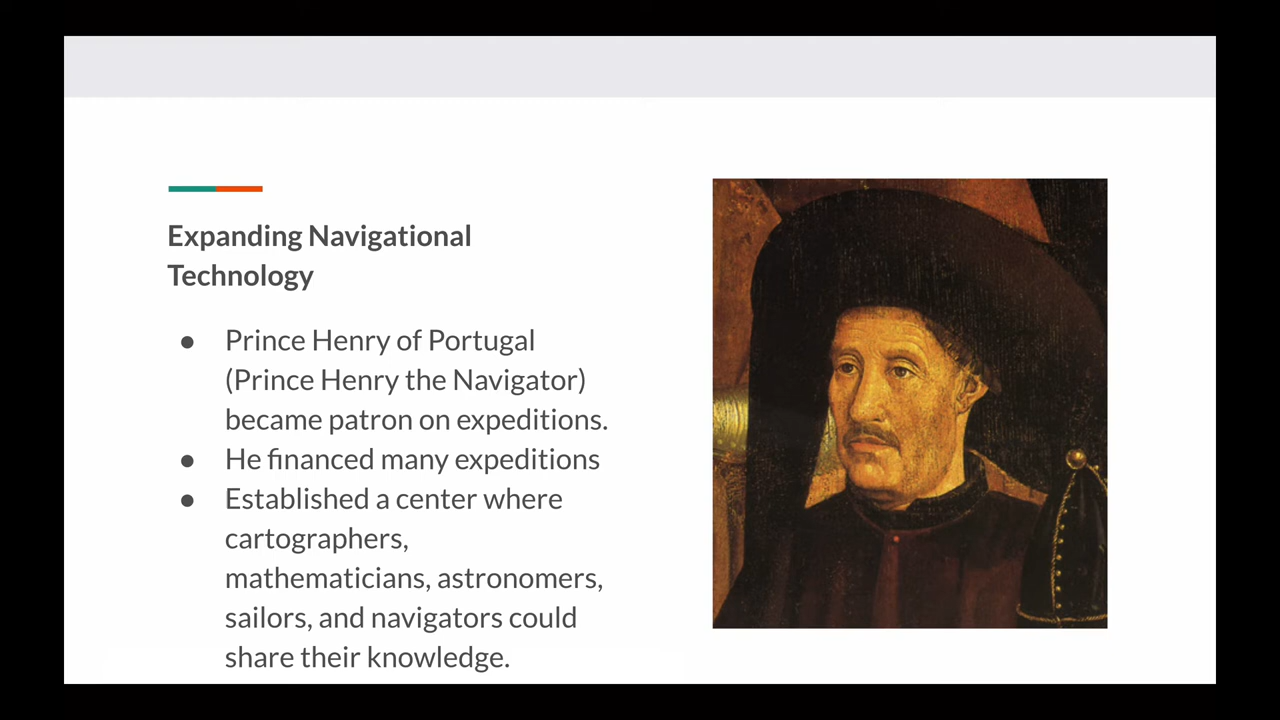 Expanding Navigational
Technology
● Prince Henry of Portugal
(Prince Henry the Navigator)
became patron on expeditions.
● He financed many expeditions
● Established a center where
cartographers,
mathematicians, astronomers,
sailors, and navigators could
share their knowledge.